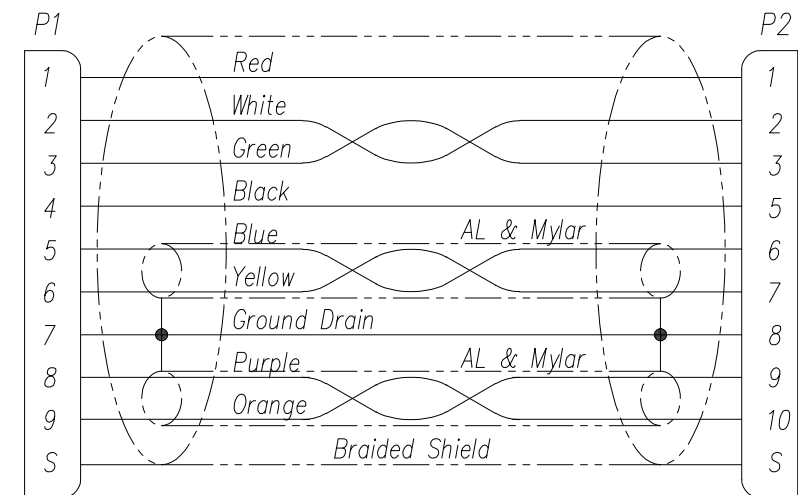 P1 P2
1 Red 1
2 White 2
3 Green 3
4 Black 5
5 Blue AL & Mylar 6
6 Yellow 7
7 Ground Drain 8
8 Purple AL & Mylar 9
9 Orange 10
S Braided Shield S